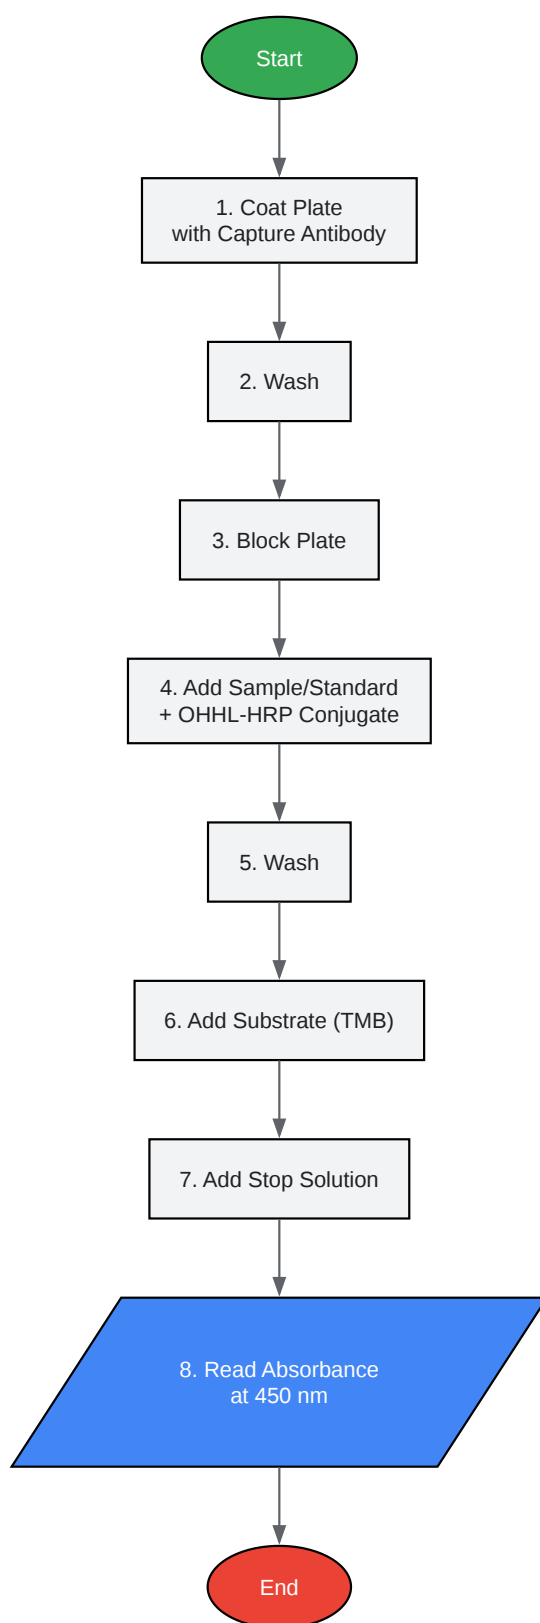 Start
1. Coat Plate
with Capture Antibody
2. Wash
3. Block Plate
4. Add Sample/Standard
+ OHHL-HRP Conjugate
5. Wash
6. Add Substrate (TMB)
7. Add Stop Solution
8. Read Absorbance
at 450 nm
End